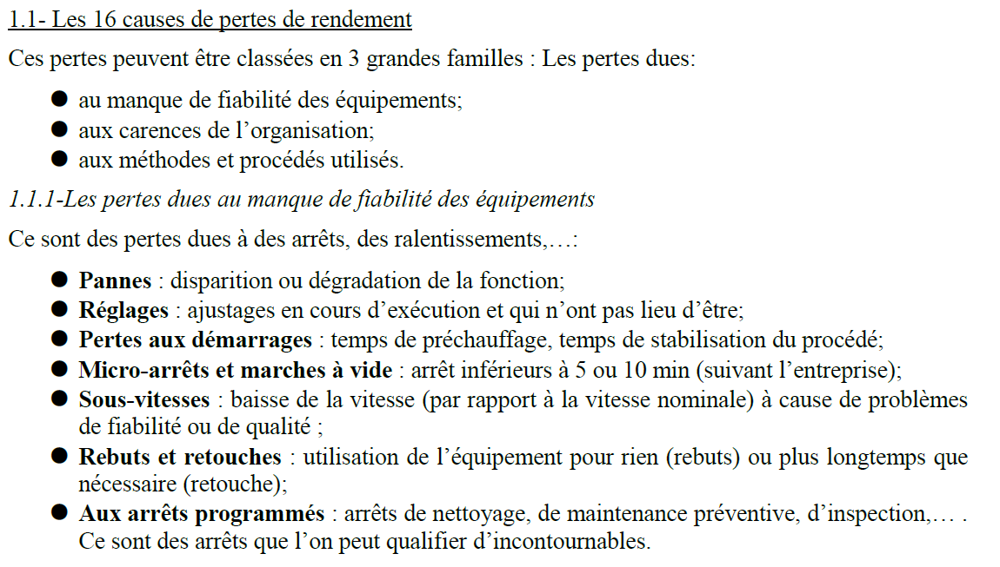 1.1- Les 16 causes de pertes de rendement
Ces pertes peuvent être classées en 3 grandes familles : Les pertes dues:
● au manque de fiabilité des équipements;
● aux carences de l’organisation;
● aux méthodes et procédés utilisés.
1.1.1-Les pertes dues au manque de fiabilité des équipements
Ce sont des pertes dues à des arrêts, des ralentissements,…:
● Pannes : disparition ou dégradation de la fonction;
● Réglages : ajustages en cours d’exécution et qui n’ont pas lieu d’être;
● Pertes aux démarrages : temps de préchauffage, temps de stabilisation du procédé;
● Micro-arrêts et marches à vide : arrêt inférieurs à 5 ou 10 min (suivant l’entreprise);
● Sous-vitesses : baisse de la vitesse (par rapport à la vitesse nominale) à cause de problèmes
de fiabilité ou de qualité ;
● Rebuts et retouches : utilisation de l’équipement pour rien (rebuts) ou plus longtemps que
nécessaire (retouche);
● Aux arrêts programmés : arrêts de nettoyage, de maintenance préventive, d’inspection,… .
Ce sont des arrêts que l’on peut qualifier d’incontournables.